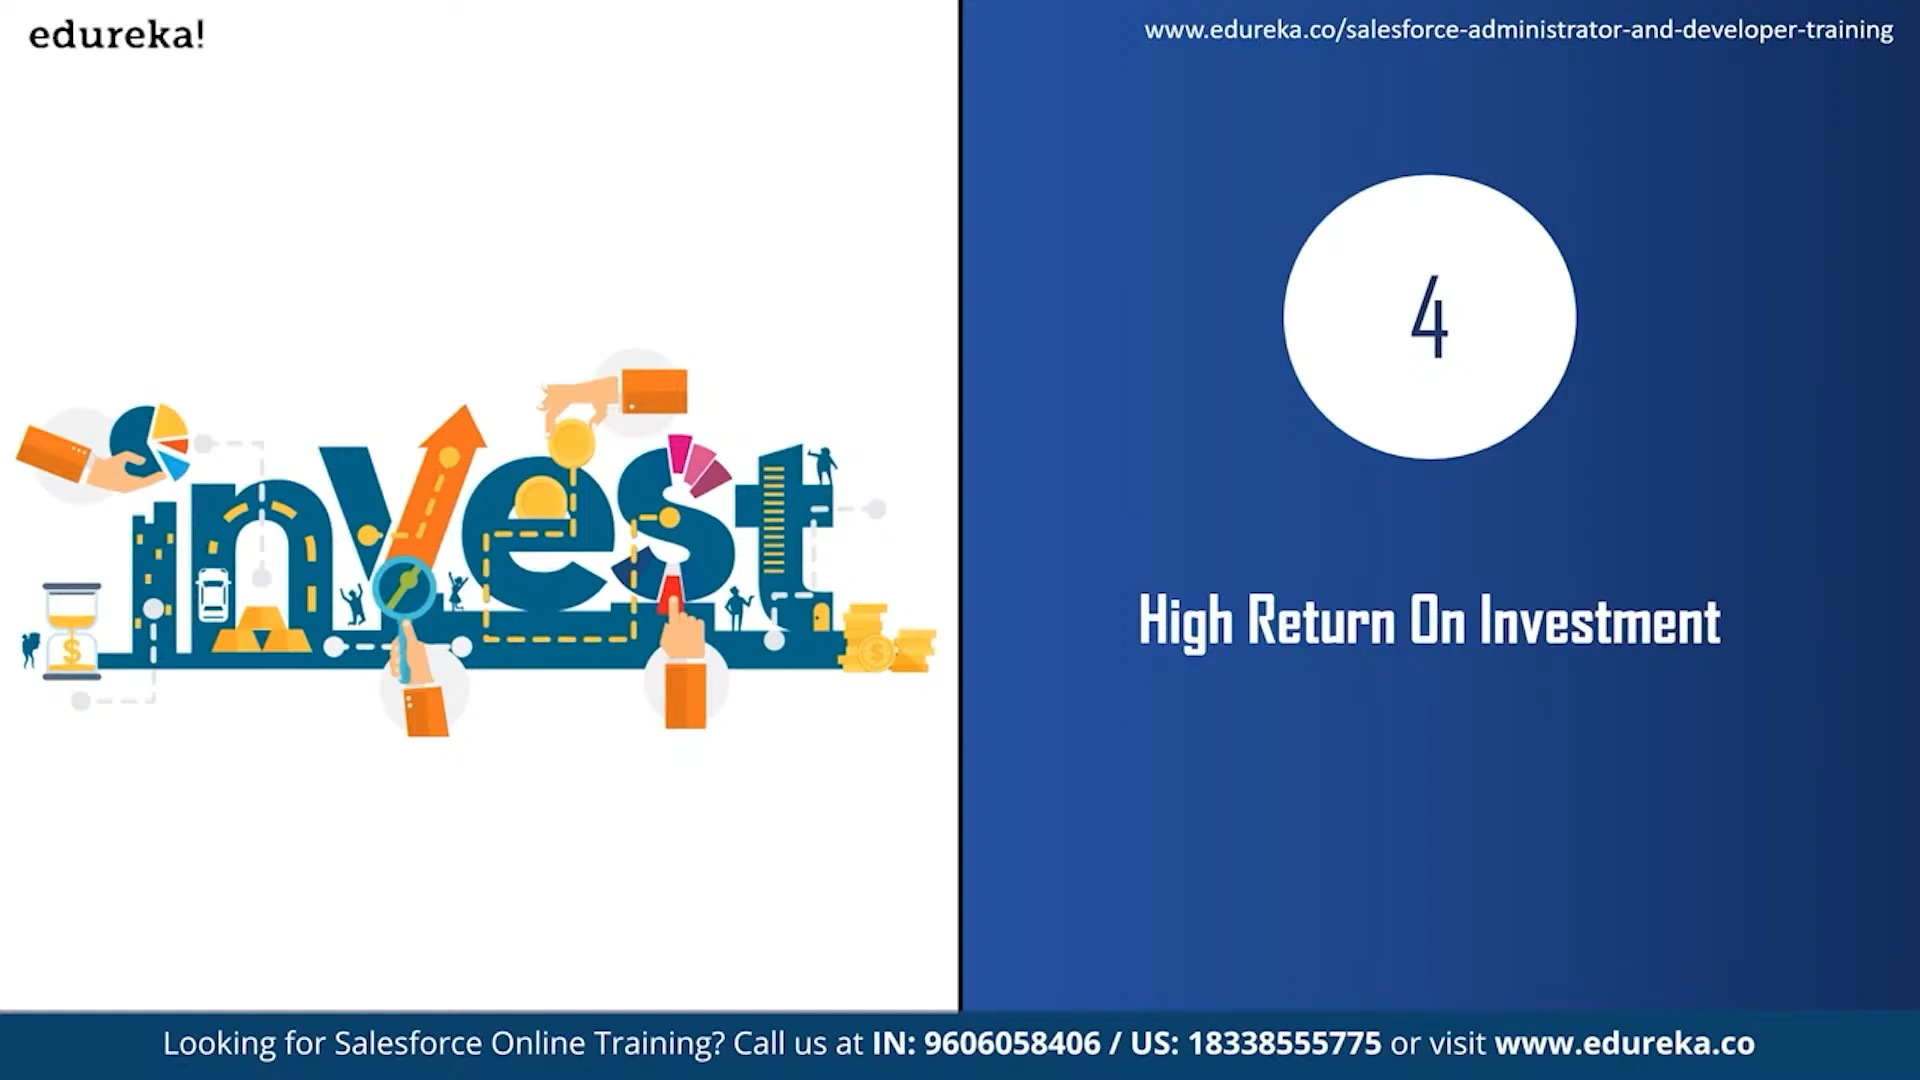 edureka!
www.edureka.co/salesforce-administrator-and-developer-training
4
invest
$
$
High Return On Investment
Looking for Salesforce Online Training? Call us at IN: 9606058406 / US: 18338555775 or visit www.edureka.co